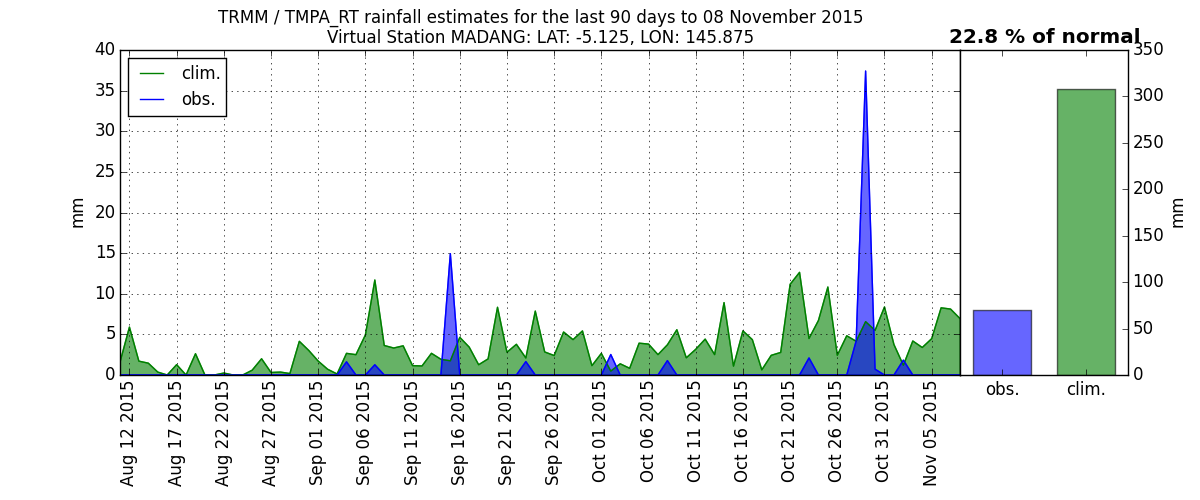 TRMM / TMPA_RT rainfall estimates for the last 90 days to 08 November 2015
Virtual Station MADANG: LAT: -5.125, LON: 145.875
22.8 % of normal
clim.
obs.
40
35
30
25
20
15
10
5
0
mm
Aug 12 2015
Aug 17 2015
Aug 22 2015
Aug 27 2015
Sep 01 2015
Sep 06 2015
Sep 11 2015
Sep 16 2015
Sep 21 2015
Sep 26 2015
Oct 01 2015
Oct 06 2015
Oct 11 2015
Oct 16 2015
Oct 21 2015
Oct 26 2015
Oct 31 2015
Nov 05 2015
350
300
250
200
150
100
50
0
mm
obs.
clim.